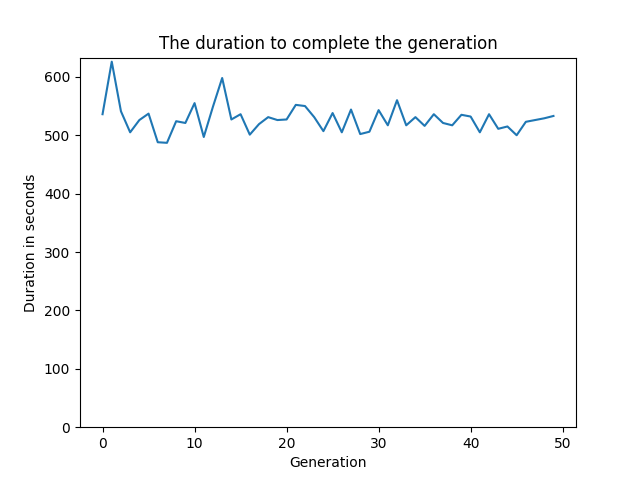 The duration to complete the generation
600
500
400
300
200
100
0
Duration in seconds
0 10 20 30 40 50
Generation